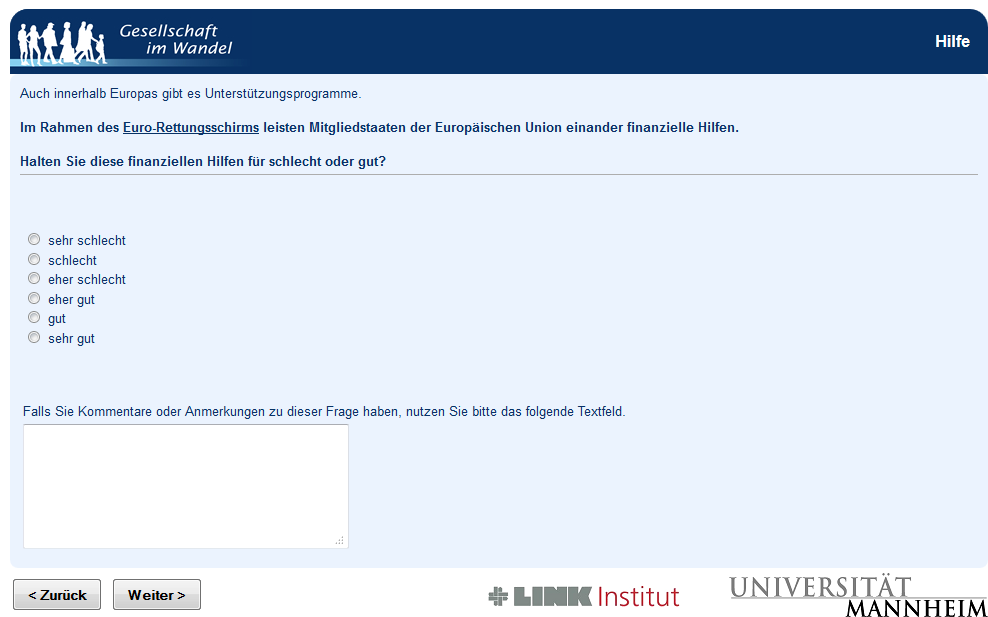 Gesellschaft
im Wandel
Hilfe
Auch innerhalb Europas gibt es Unterstützungsprogramme.
Im Rahmen des Euro-Rettungsschirms leisten Mitgliedstaaten der Europäischen Union einander finanzielle Hilfen.
Halten Sie diese finanziellen Hilfen für schlecht oder gut?
sehr schlecht
schlecht
eher schlecht
eher gut
gut
sehr gut
Falls Sie Kommentare oder Anmerkungen zu dieser Frage haben, nutzen Sie bitte das folgende Textfeld.
< Zurück
Weiter >
LINK Institut
UNIVERSITÄT
MANNHEIM